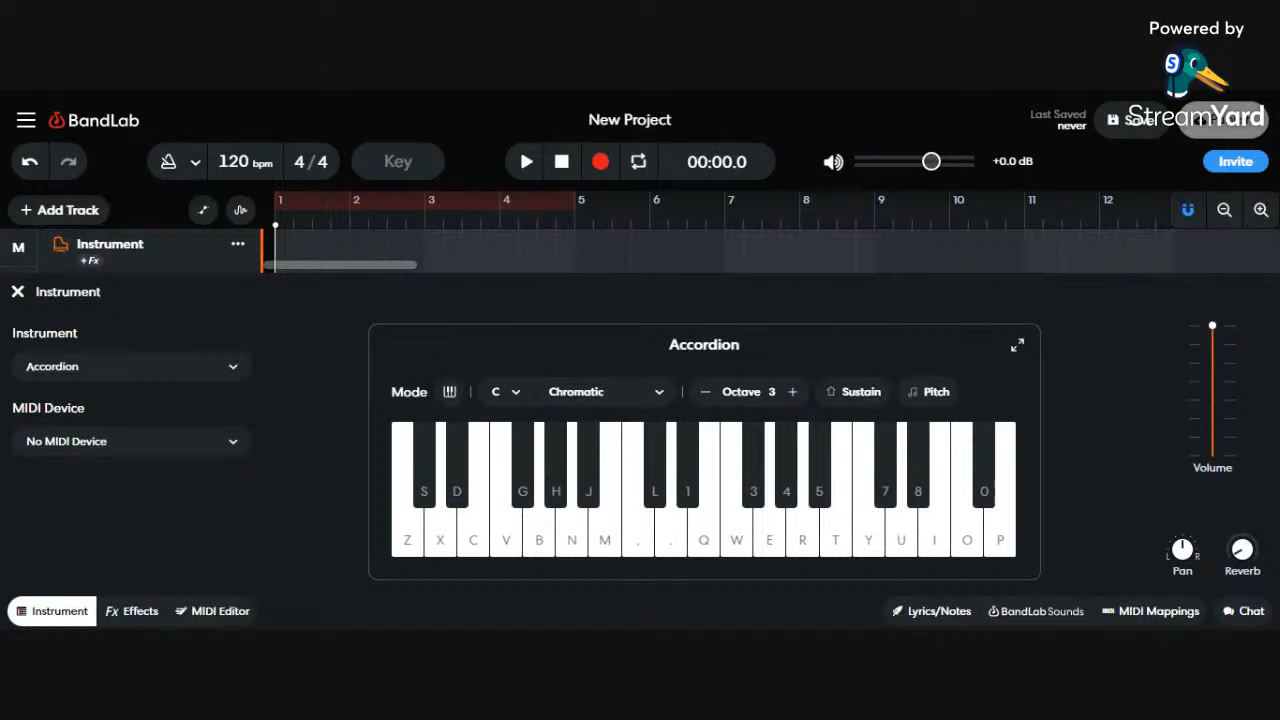 Powered by
S
StreamYard
BandLab
New Project
Last Saved
never
Save
120 bpm
4 / 4
Key
00:00.0
+0.0 dB
Invite
+ Add Track
1 2 3 4 5 6 7 8 9 10 11 12
M
Instrument
+ Fx
Instrument
Instrument
Accordion
MIDI Device
No MIDI Device
Accordion
Mode
C
Chromatic
Octave 3
Sustain
Pitch
S D G H J L 1 3 4 5 7 8 0
Z X C V B N M , . Q W E R T Y U I O P
Volume
L R
Pan
Reverb
Instrument
Fx Effects
MIDI Editor
Lyrics/Notes
BandLab Sounds
MIDI Mappings
Chat